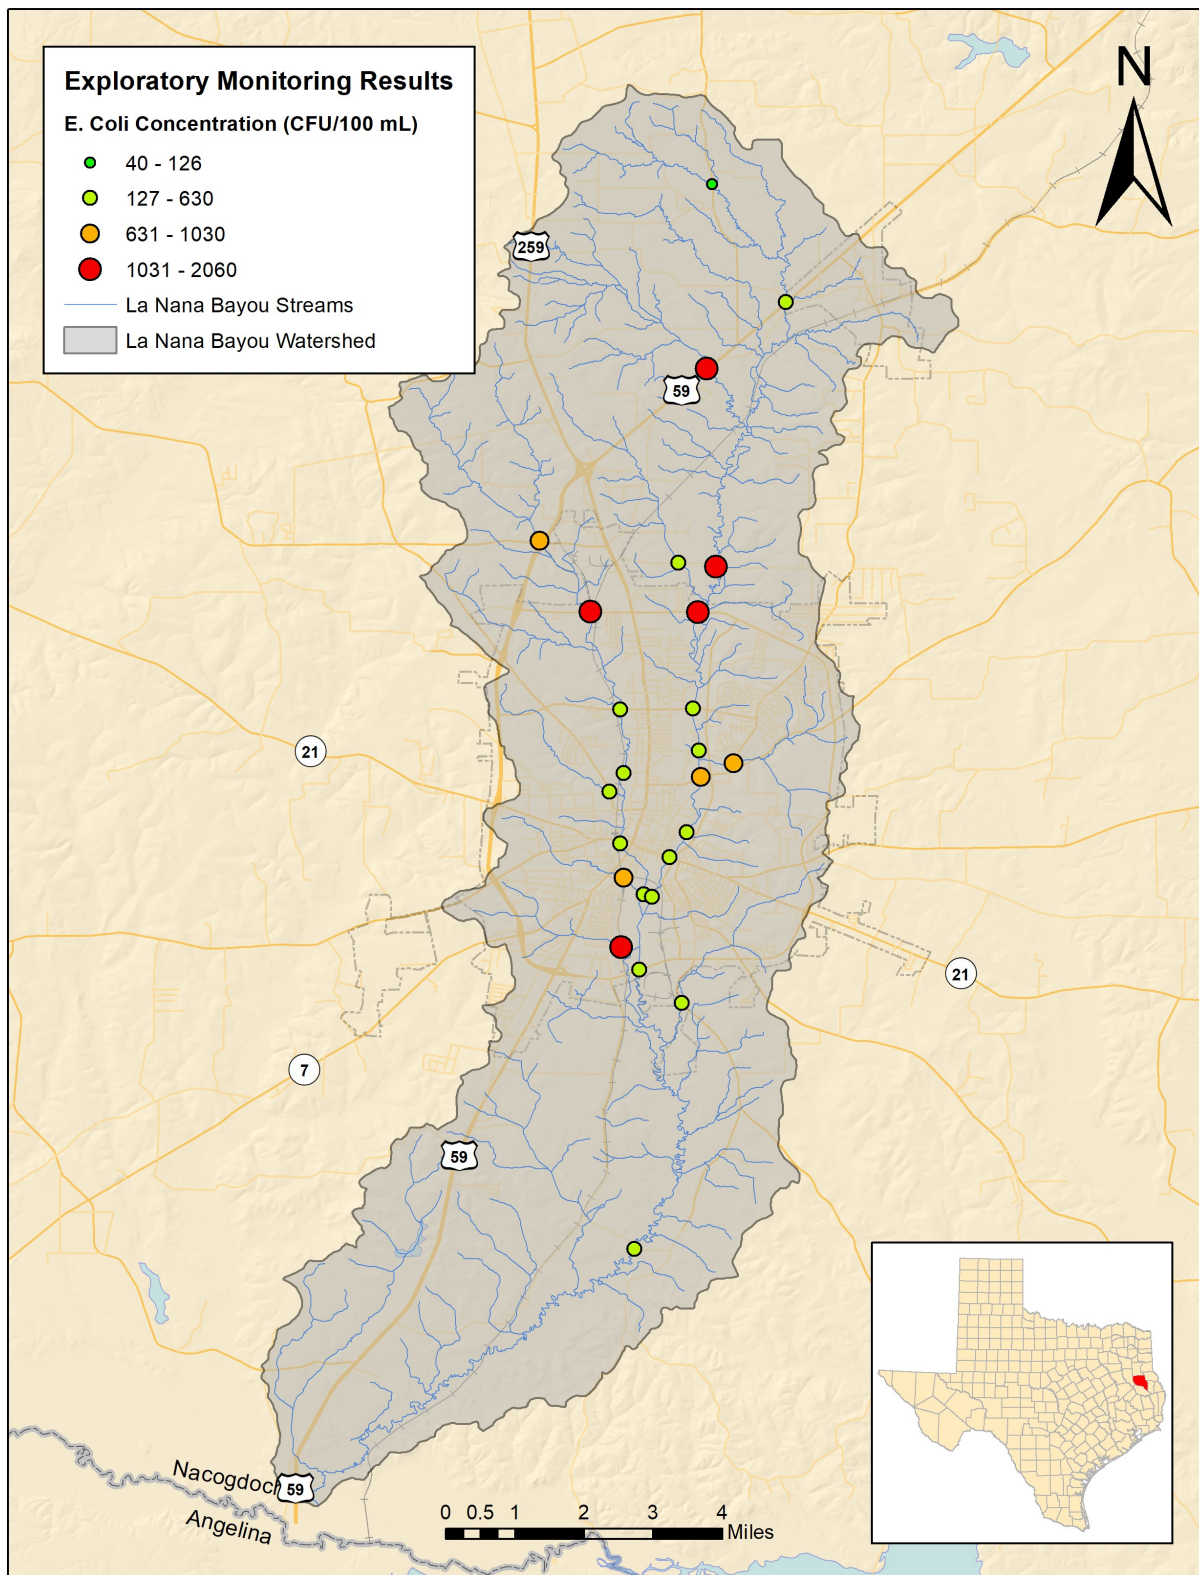 Exploratory Monitoring Results
E. Coli Concentration (CFU/100 mL)
40 - 126
127 - 630
631 - 1030
1031 - 2060
La Nana Bayou Streams
La Nana Bayou Watershed
N
259
59
21
21
7
59
Nacogdoch
59
Angelina
0 0.5 1 2 3 4
Miles